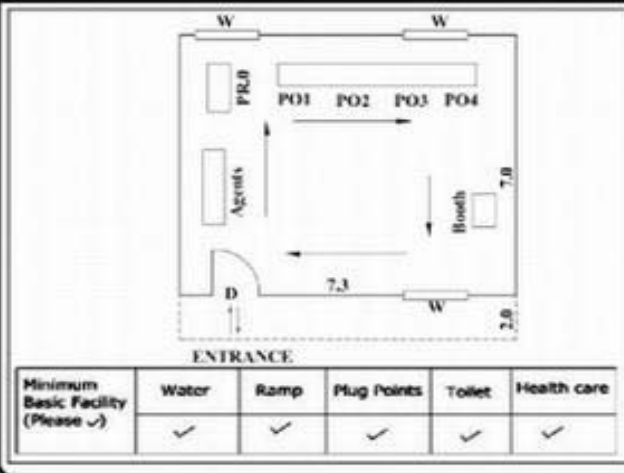 W W
PR.0
PO1 PO2 PO3 PO4
Agents
7.0
Booth
D
7.3
W
2.0
ENTRANCE
Minimum Basic Facility (Please ✓) Water Ramp Plug Points Toilet Health care
✓ ✓ ✓ ✓ ✓